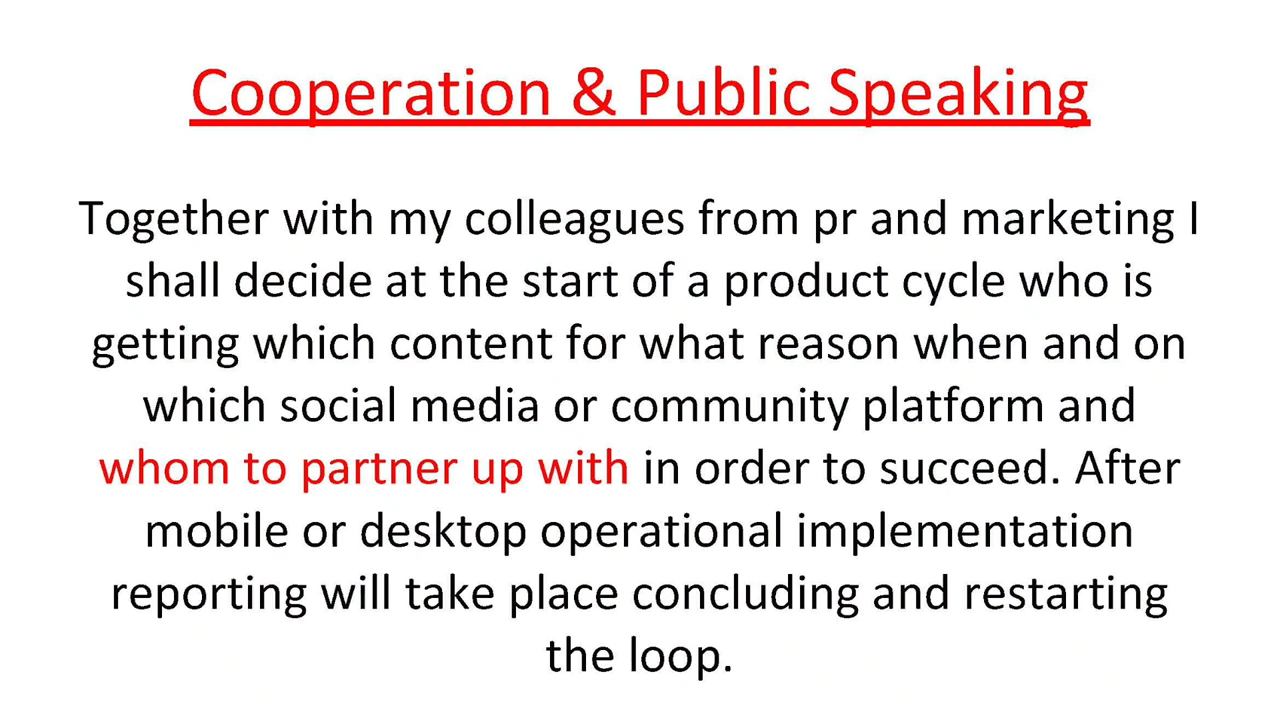 Cooperation & Public Speaking
Together with my colleagues from pr and marketing I
shall decide at the start of a product cycle who is
getting which content for what reason when and on
which social media or community platform and
whom to partner up with in order to succeed. After
mobile or desktop operational implementation
reporting will take place concluding and restarting
the loop.